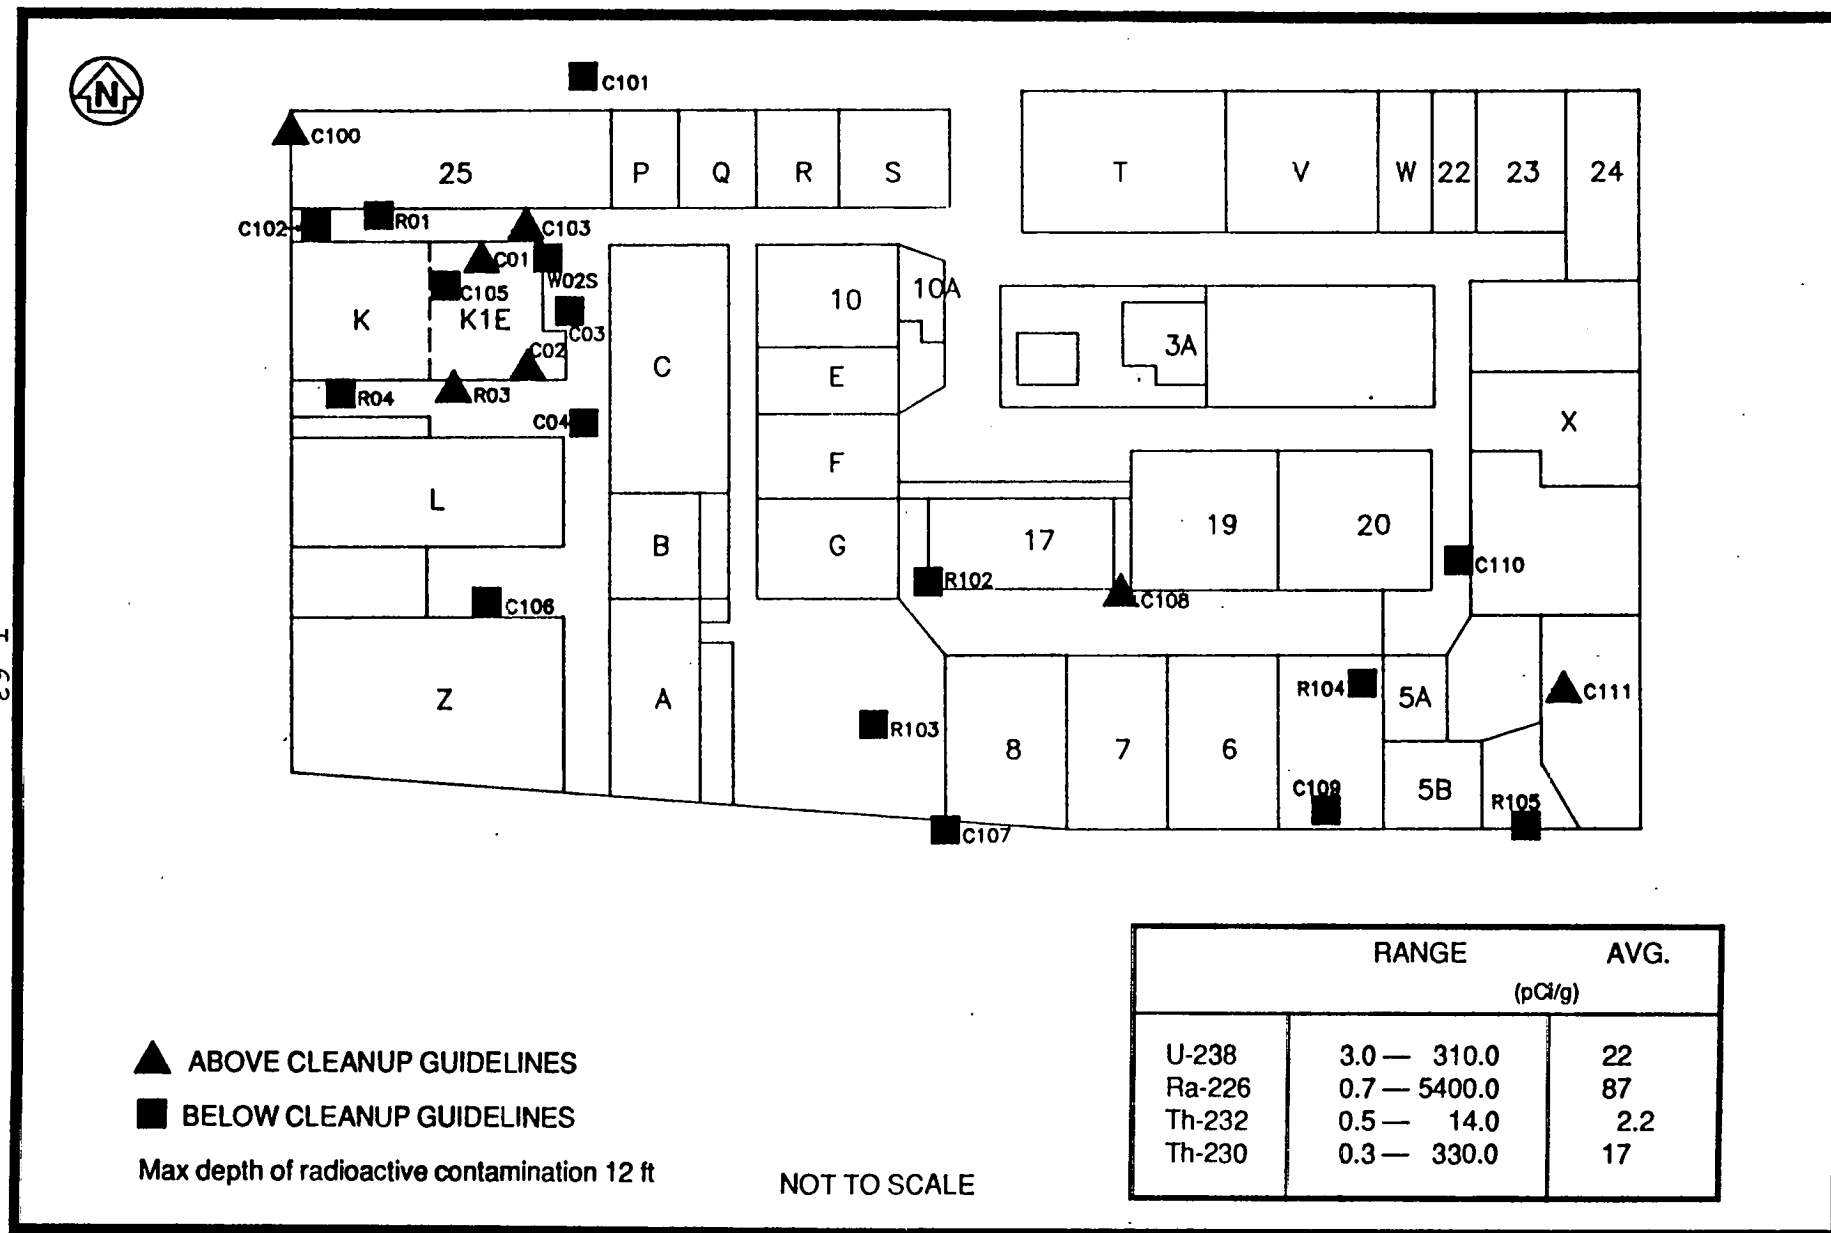 N
C101
C100
25
P
Q
R
S
T
V
W
22
23
24
C102
R01
C103
C01
W02S
C105
K
K1E
C03
C02
R04
R03
C04
C
10
10A
E
F
3A
X
L
B
G
17
19
20
C110
R102
C108
C106
Z
A
R103
8
7
6
R104
5A
C111
C109
5B
R105
C107
RANGE AVG.
(pCi/g)
U-238 3.0 — 310.0 22
Ra-226 0.7 — 5400.0 87
Th-232 0.5 — 14.0 2.2
Th-230 0.3 — 330.0 17
ABOVE CLEANUP GUIDELINES
BELOW CLEANUP GUIDELINES
Max depth of radioactive contamination 12 ft
NOT TO SCALE